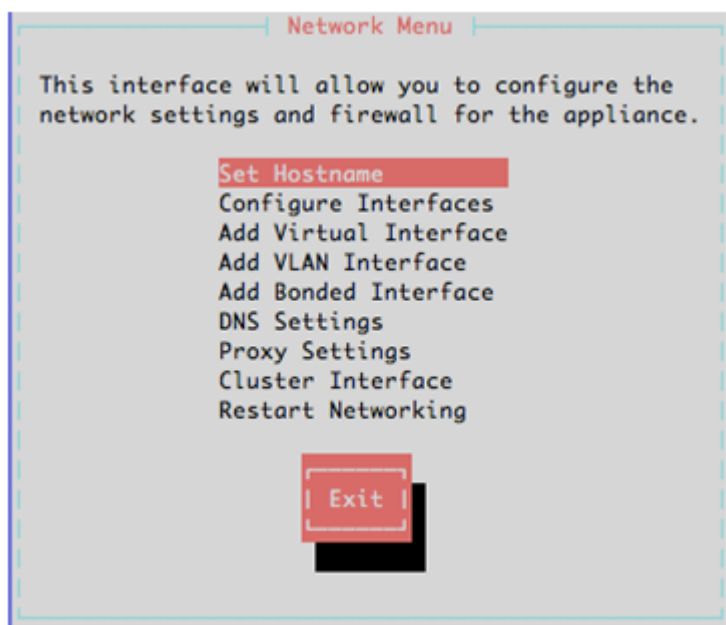 Network Menu
This interface will allow you to configure the
network settings and firewall for the appliance.
Set Hostname
Configure Interfaces
Add Virtual Interface
Add VLAN Interface
Add Bonded Interface
DNS Settings
Proxy Settings
Cluster Interface
Restart Networking
Exit